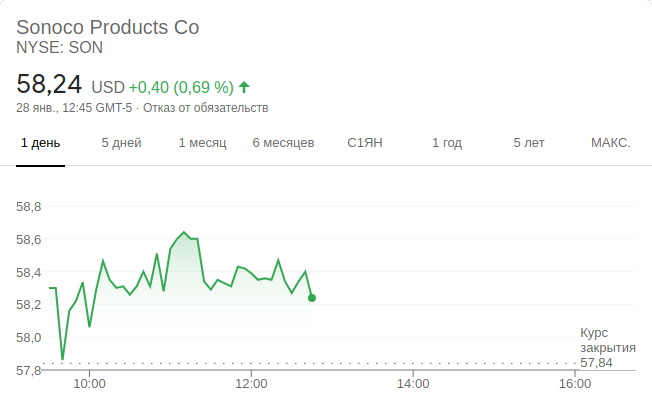 Sonoco Products Co
NYSE: SON
58,24 USD +0,40 (0,69 %)
28 янв., 12:45 GMT-5 · Отказ от обязательств
1 день 5 дней 1 месяц 6 месяцев С1ЯН 1 год 5 лет МАКС.
58,8
58,6
58,4
58,2
58,0
57,8
Курс
закрытия
57,84
10:00 12:00 14:00 16:00